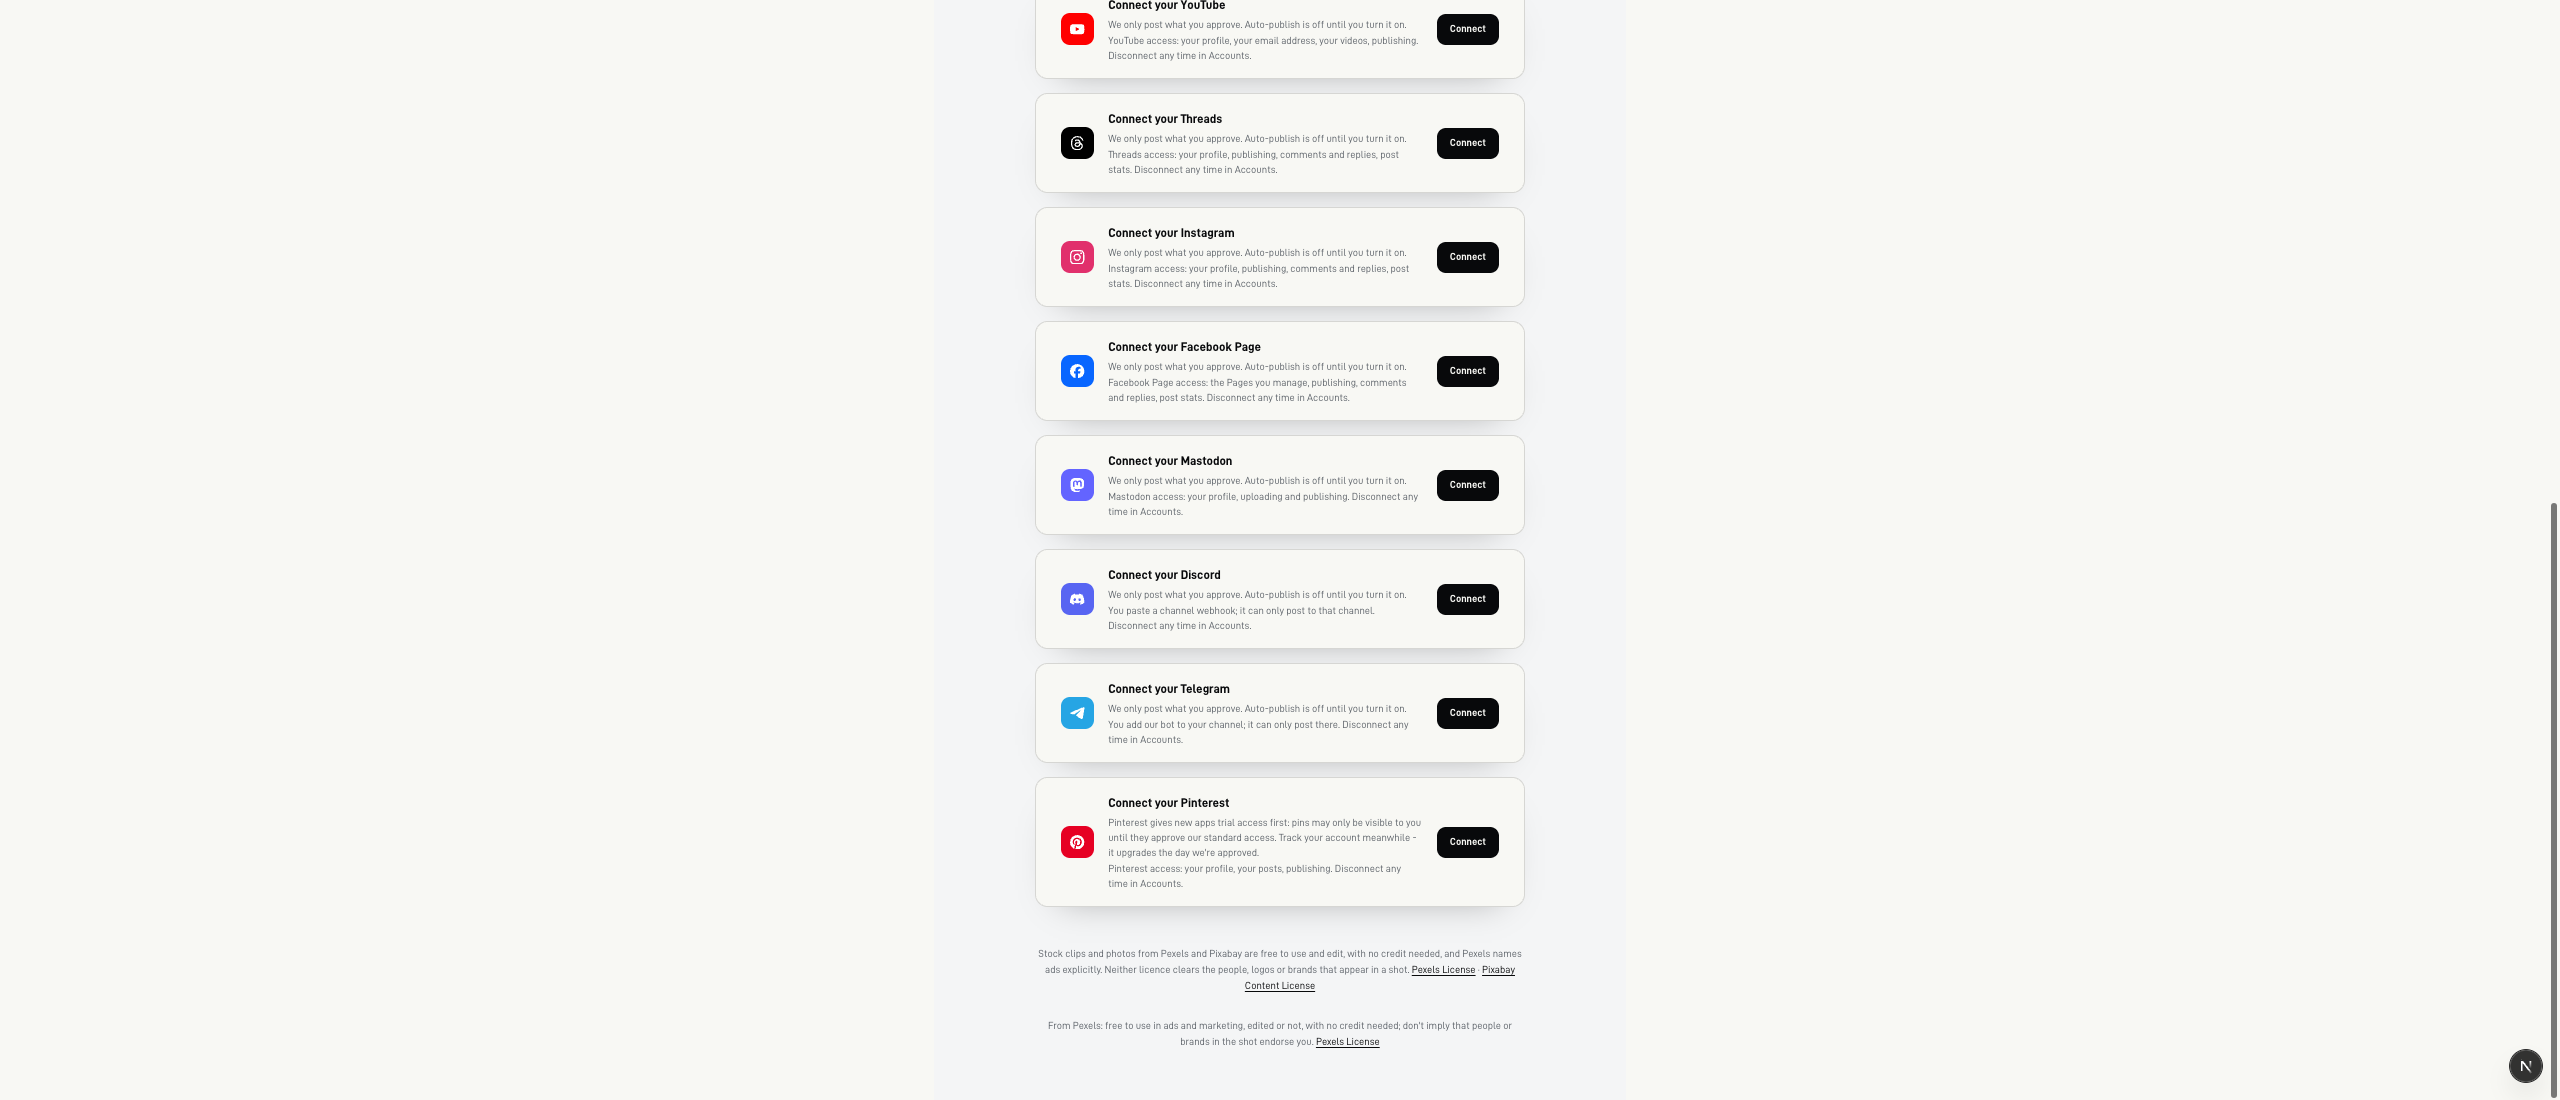 Connect your YouTube
We only post what you approve. Auto-publish is off until you turn it on.
YouTube access: your profile, your email address, your videos, publishing.
Disconnect any time in Accounts.
Connect
Connect your Threads
We only post what you approve. Auto-publish is off until you turn it on.
Threads access: your profile, publishing, comments and replies, post
stats. Disconnect any time in Accounts.
Connect
Connect your Instagram
We only post what you approve. Auto-publish is off until you turn it on.
Instagram access: your profile, publishing, comments and replies, post
stats. Disconnect any time in Accounts.
Connect
Connect your Facebook Page
We only post what you approve. Auto-publish is off until you turn it on.
Facebook Page access: the Pages you manage, publishing, comments
and replies, post stats. Disconnect any time in Accounts.
Connect
Connect your Mastodon
We only post what you approve. Auto-publish is off until you turn it on.
Mastodon access: your profile, uploading and publishing. Disconnect any
time in Accounts.
Connect
Connect your Discord
We only post what you approve. Auto-publish is off until you turn it on.
You paste a channel webhook; it can only post to that channel.
Disconnect any time in Accounts.
Connect
Connect your Telegram
We only post what you approve. Auto-publish is off until you turn it on.
You add our bot to your channel; it can only post there. Disconnect any
time in Accounts.
Connect
Connect your Pinterest
Pinterest gives new apps trial access first: pins may only be visible to you
until they approve our standard access. Track your account meanwhile -
it upgrades the day we're approved.
Pinterest access: your profile, your posts, publishing. Disconnect any
time in Accounts.
Connect
Stock clips and photos from Pexels and Pixabay are free to use and edit, with no credit needed, and Pexels names
ads explicitly. Neither licence clears the people, logos or brands that appear in a shot. Pexels License · Pixabay
Content License
From Pexels: free to use in ads and marketing, edited or not, with no credit needed; don't imply that people or
brands in the shot endorse you. Pexels License
N